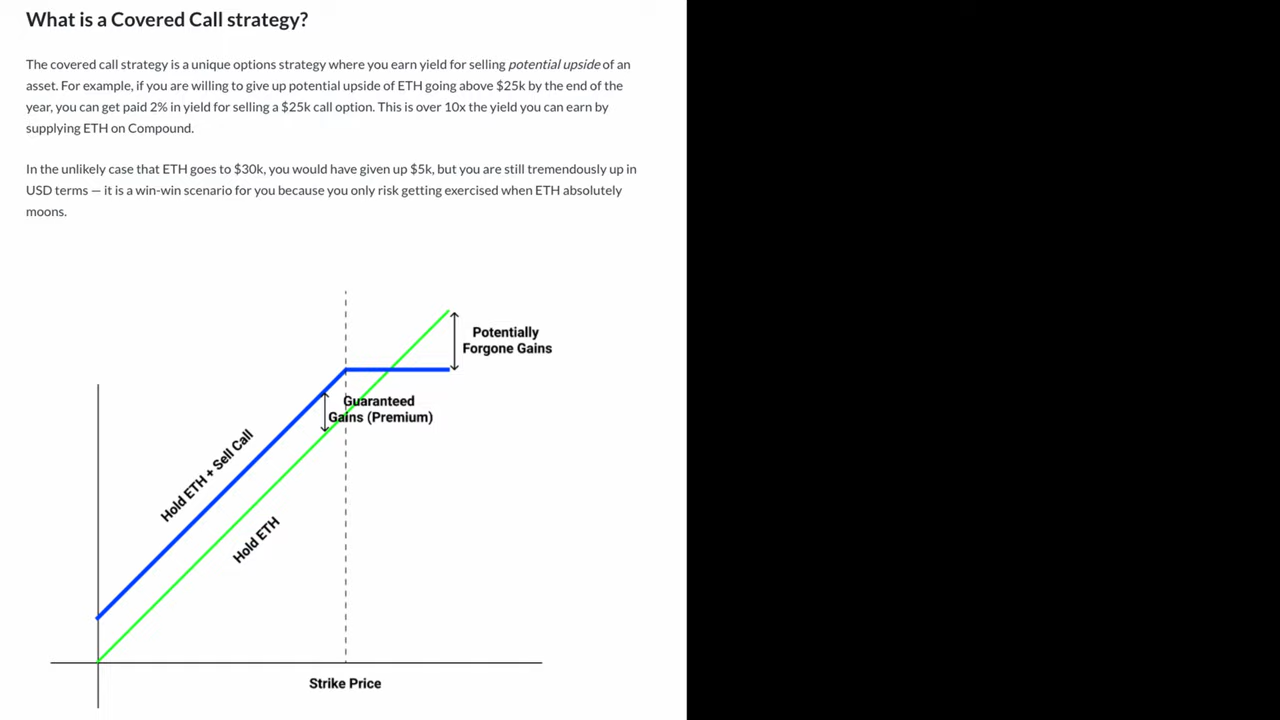 What is a Covered Call strategy?
The covered call strategy is a unique options strategy where you earn yield for selling potential upside of an
asset. For example, if you are willing to give up potential upside of ETH going above $25k by the end of the
year, you can get paid 2% in yield for selling a $25k call option. This is over 10x the yield you can earn by
supplying ETH on Compound.
In the unlikely case that ETH goes to $30k, you would have given up $5k, but you are still tremendously up in
USD terms — it is a win-win scenario for you because you only risk getting exercised when ETH absolutely
moons.
Potentially
Forgone Gains
Guaranteed
Gains (Premium)
Hold ETH + Sell Call
Hold ETH
Strike Price